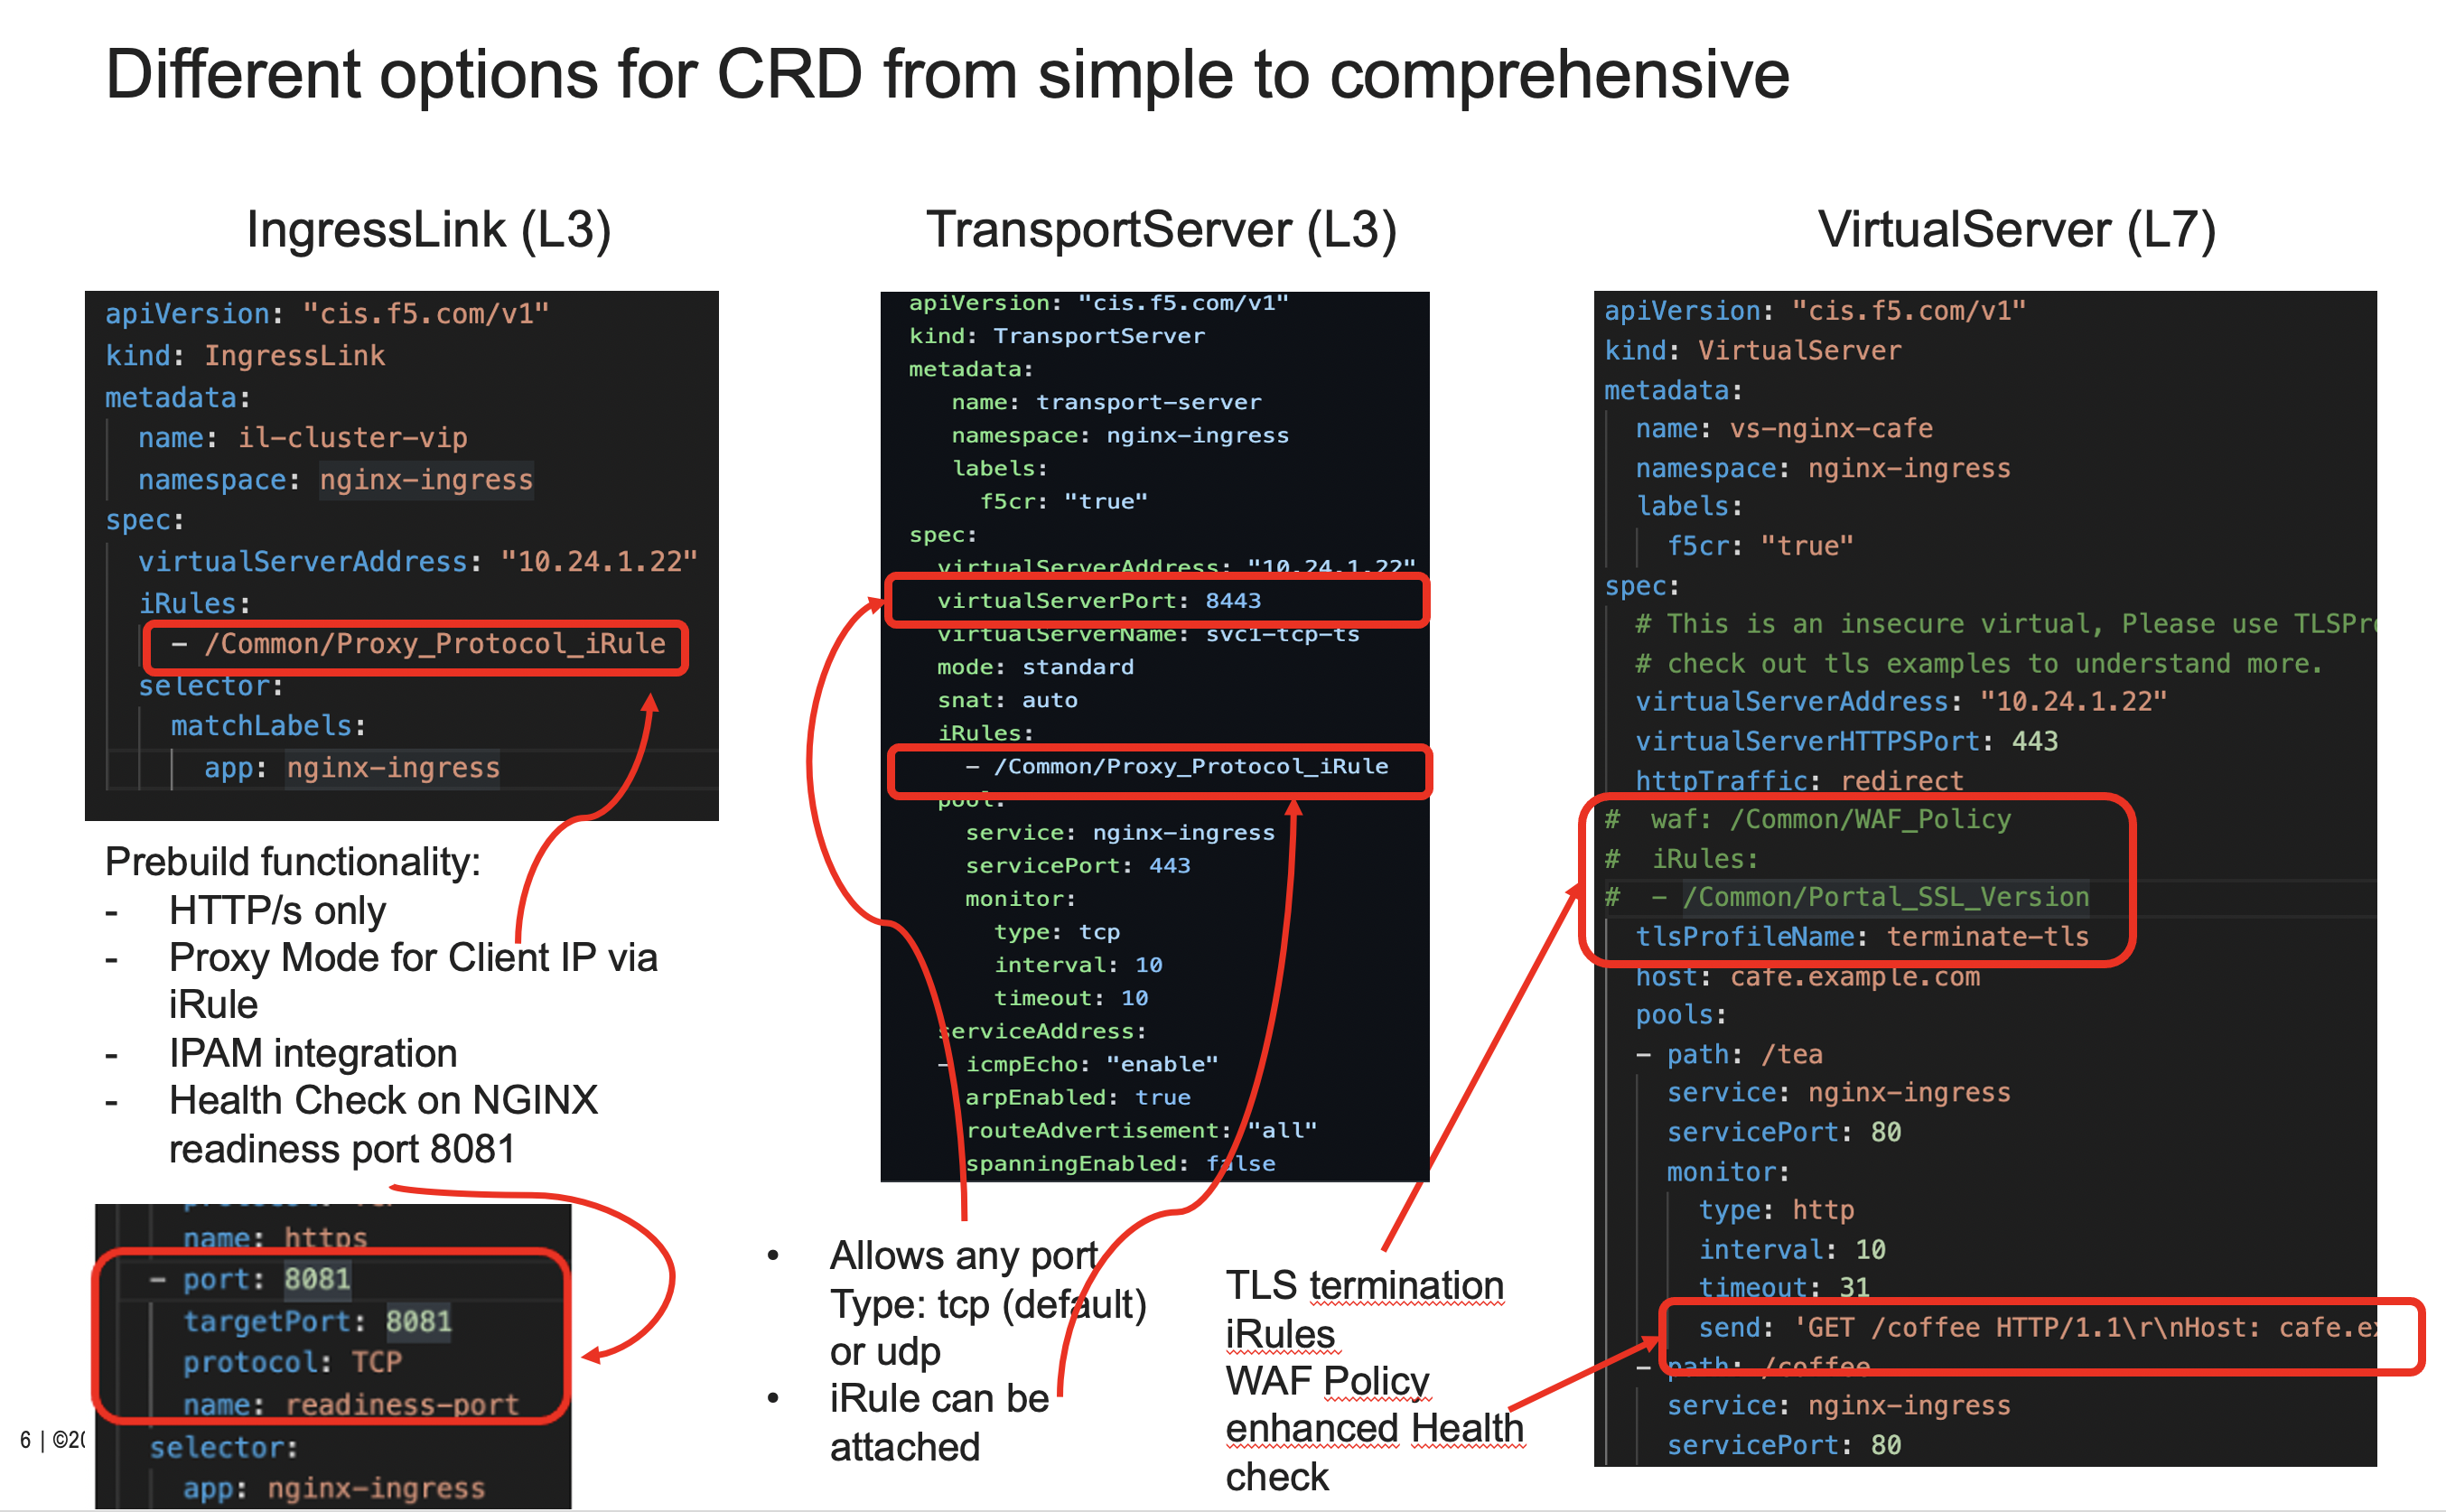 Different options for CRD from simple to comprehensive
IngressLink (L3)
apiVersion: "cis.f5.com/v1"
kind: IngressLink
metadata:
name: il-cluster-vip
namespace: nginx-ingress
spec:
virtualServerAddress: "10.24.1.22"
iRules:
- /Common/Proxy_Protocol_iRule
selector:
matchLabels:
app: nginx-ingress
Prebuild functionality:
- HTTP/s only
- Proxy Mode for Client IP via
iRule
- IPAM integration
- Health Check on NGINX
readiness port 8081
name: https
- port: 8081
targetPort: 8081
protocol: TCP
name: readiness-port
selector:
app: nginx-ingress
TransportServer (L3)
apiVersion: "cis.f5.com/v1"
kind: TransportServer
metadata:
name: transport-server
namespace: nginx-ingress
labels:
f5cr: "true"
spec:
virtualServerAddress: "10.24.1.22"
virtualServerPort: 8443
virtualServerName: svc1-tcp-ts
mode: standard
snat: auto
iRules:
- /Common/Proxy_Protocol_iRule
pool:
service: nginx-ingress
servicePort: 443
monitor:
type: tcp
interval: 10
timeout: 10
serviceAddress:
- icmpEcho: "enable"
arpEnabled: true
routeAdvertisement: "all"
spanningEnabled: false
• Allows any port
Type: tcp (default)
or udp
• iRule can be
attached
VirtualServer (L7)
apiVersion: "cis.f5.com/v1"
kind: VirtualServer
metadata:
name: vs-nginx-cafe
namespace: nginx-ingress
labels:
f5cr: "true"
spec:
# This is an insecure virtual, Please use TLSPro
# check out tls examples to understand more.
virtualServerAddress: "10.24.1.22"
virtualServerHTTPSPort: 443
httpTraffic: redirect
# waf: /Common/WAF_Policy
# iRules:
# - /Common/Portal_SSL_Version
tlsProfileName: terminate-tls
host: cafe.example.com
pools:
- path: /tea
service: nginx-ingress
servicePort: 80
monitor:
type: http
interval: 10
timeout: 31
send: 'GET /coffee HTTP/1.1\r\nHost: cafe.ex
- path: /coffee
service: nginx-ingress
servicePort: 80
TLS termination
iRules
WAF Policy
enhanced Health
check
6 | ©20